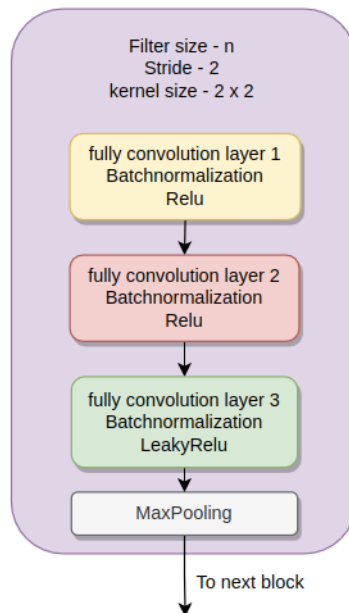 Filter size - n
Stride - 2
kernel size - 2 x 2
fully convolution layer 1
Batchnormalization
Relu
fully convolution layer 2
Batchnormalization
Relu
fully convolution layer 3
Batchnormalization
LeakyRelu
MaxPooling
To next block